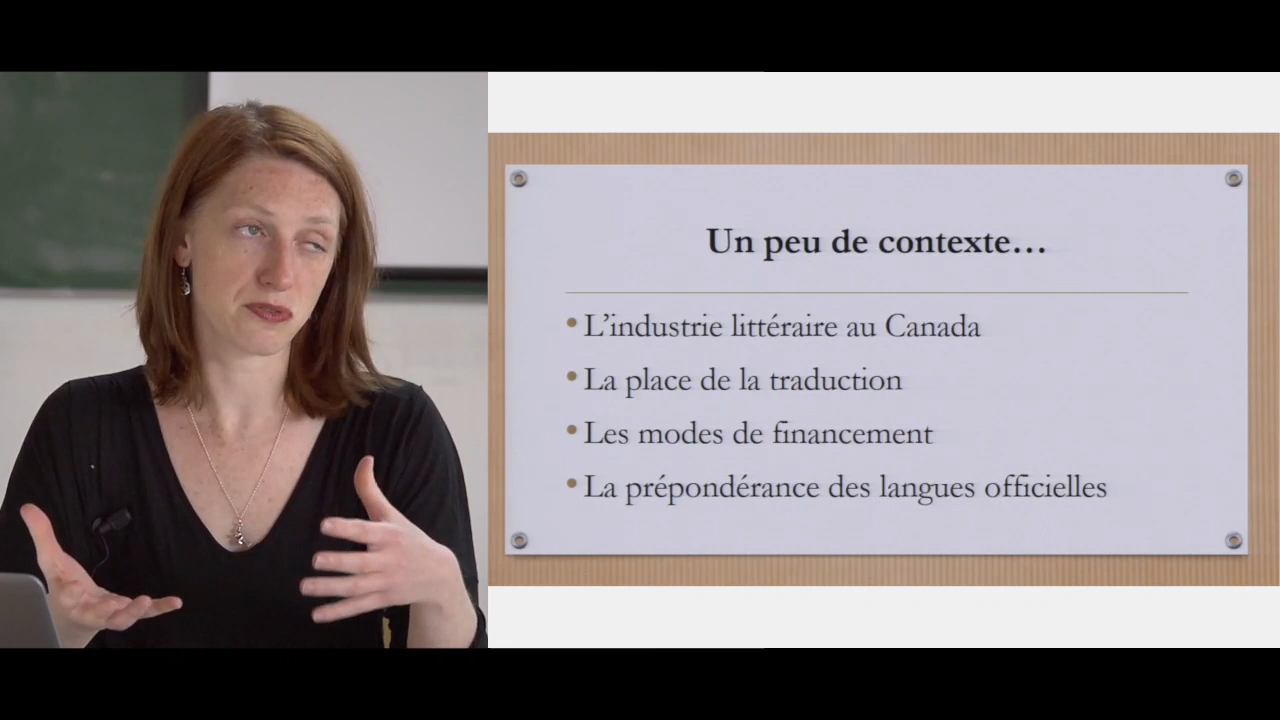 Un peu de contexte…
• L’industrie littéraire au Canada
• La place de la traduction
• Les modes de financement
• La prépondérance des langues officielles